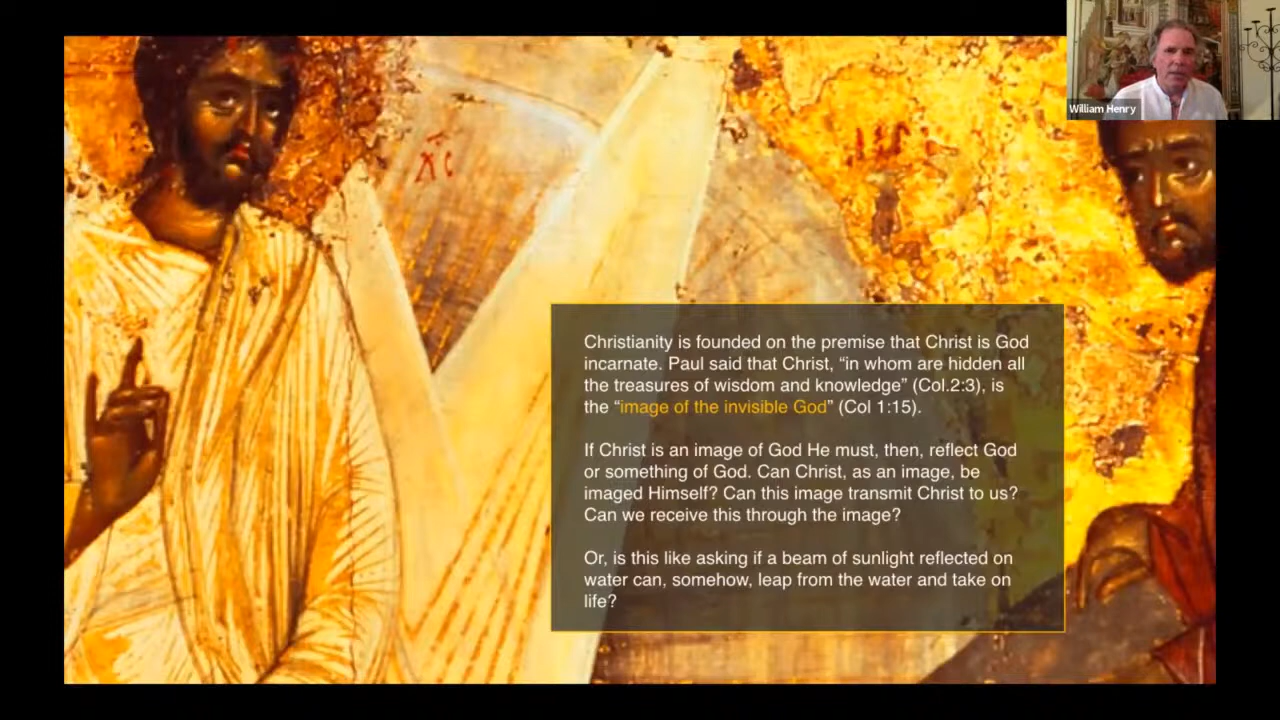 William Henry
X̅C
Christianity is founded on the premise that Christ is God
incarnate. Paul said that Christ, “in whom are hidden all
the treasures of wisdom and knowledge” (Col.2:3), is
the “image of the invisible God” (Col 1:15).
If Christ is an image of God He must, then, reflect God
or something of God. Can Christ, as an image, be
imaged Himself? Can this image transmit Christ to us?
Can we receive this through the image?
Or, is this like asking if a beam of sunlight reflected on
water can, somehow, leap from the water and take on
life?